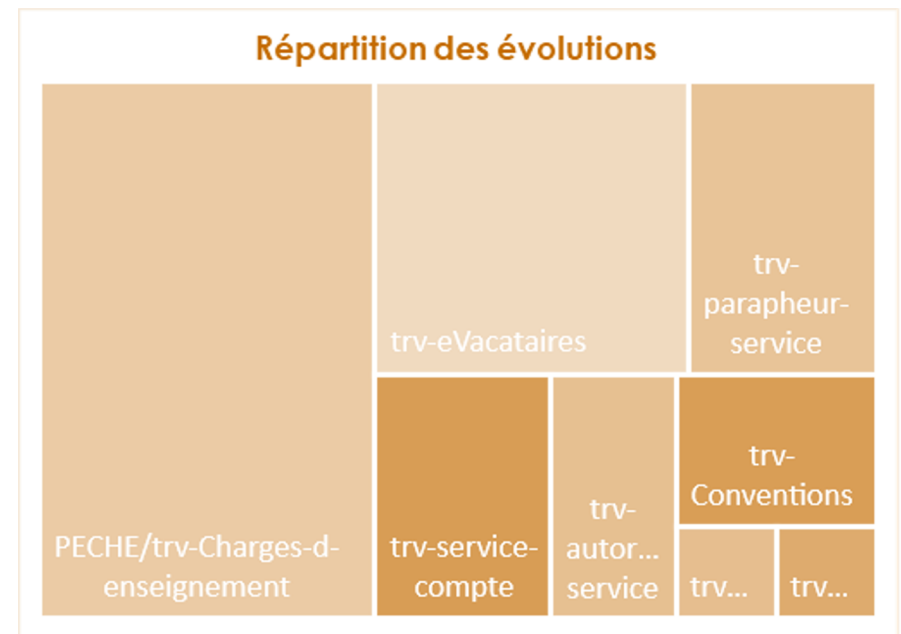 Répartition des évolutions
trv-
parapheur-
service
trv-eVacataires
trv-
Conventions
trv-
autor...
service
PECHE/trv-Charges-d-
enseignement
trv-service-
compte
trv...
trv...